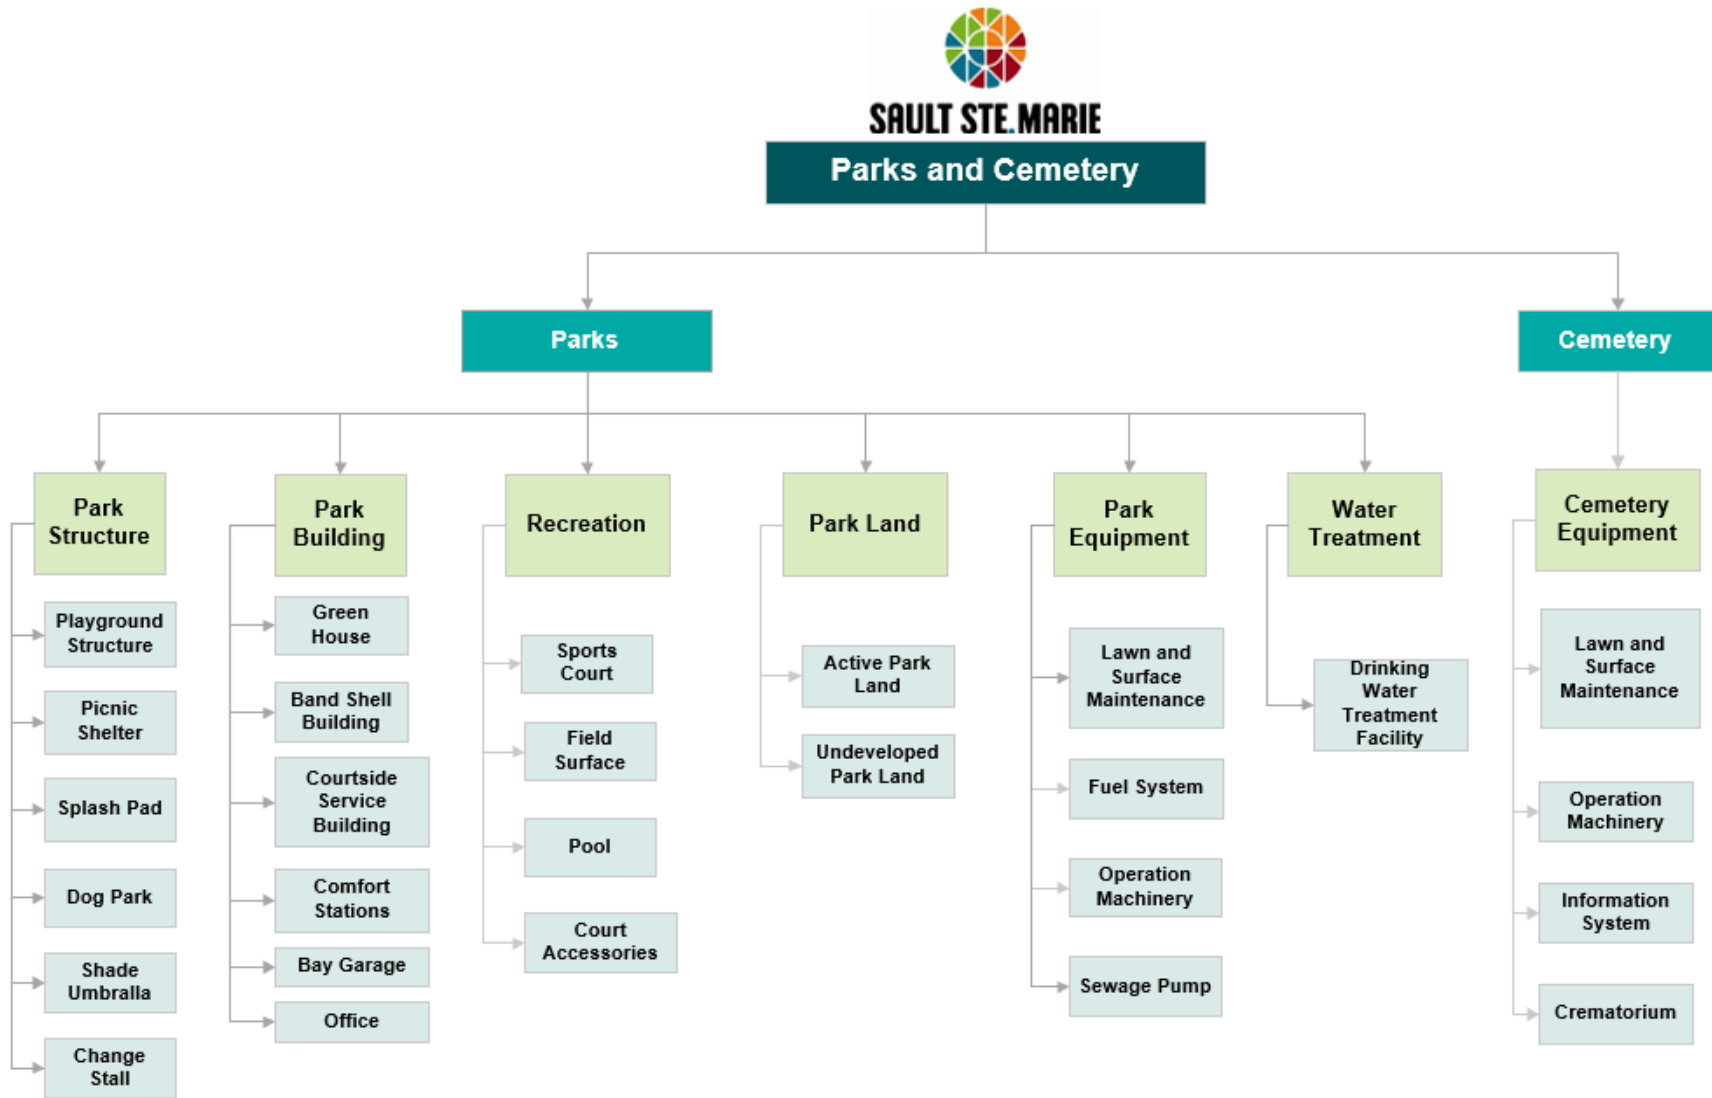 SAULT STE.MARIE
Parks and Cemetery
Parks
Cemetery
Park
Structure
Playground
Structure
Picnic
Shelter
Splash Pad
Dog Park
Shade
Umbralla
Change
Stall
Park
Building
Green
House
Band Shell
Building
Courtside
Service
Building
Comfort
Stations
Bay Garage
Office
Recreation
Sports
Court
Field
Surface
Pool
Court
Accessories
Park Land
Active Park
Land
Undeveloped
Park Land
Park
Equipment
Lawn and
Surface
Maintenance
Fuel System
Operation
Machinery
Sewage Pump
Water
Treatment
Drinking
Water
Treatment
Facility
Cemetery
Equipment
Lawn and
Surface
Maintenance
Operation
Machinery
Information
System
Crematorium